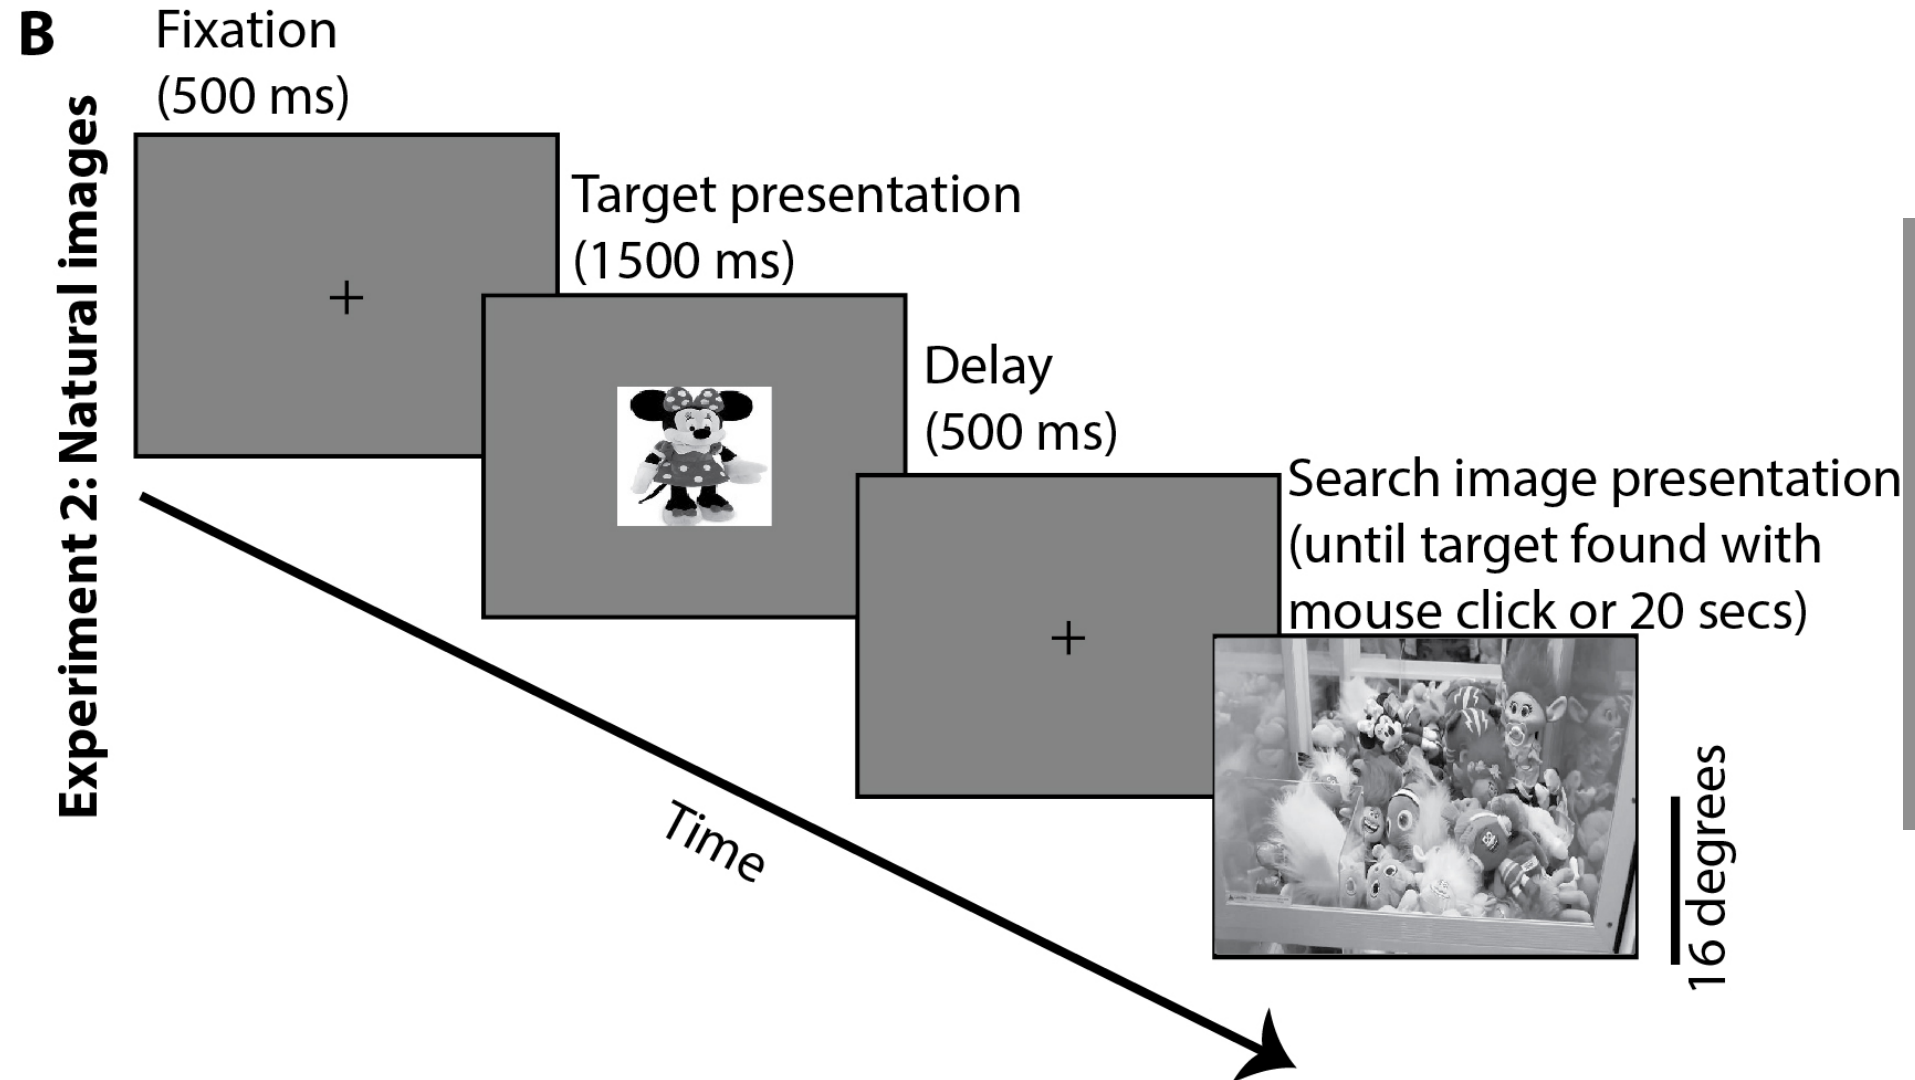 B
Experiment 2: Natural images
Fixation
(500 ms)
Target presentation
(1500 ms)
Delay
(500 ms)
Search image presentation
(until target found with
mouse click or 20 secs)
Time
16 degrees